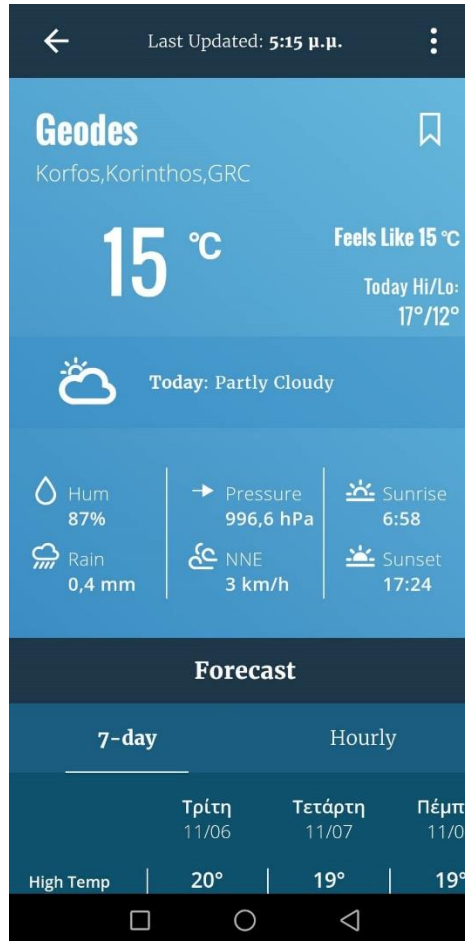 Last Updated: 5:15 μ.μ.
Geodes
Korfos,Korinthos,GRC
15 °C
Feels Like 15 °C
Today Hi/Lo:
17°/12°
Today: Partly Cloudy
Hum
87%
Pressure
996,6 hPa
Sunrise
6:58
Rain
0,4 mm
NNE
3 km/h
Sunset
17:24
Forecast
7-day Hourly
Τρίτη Τετάρτη
11/06 11/07
High Temp 20° 19° 19°